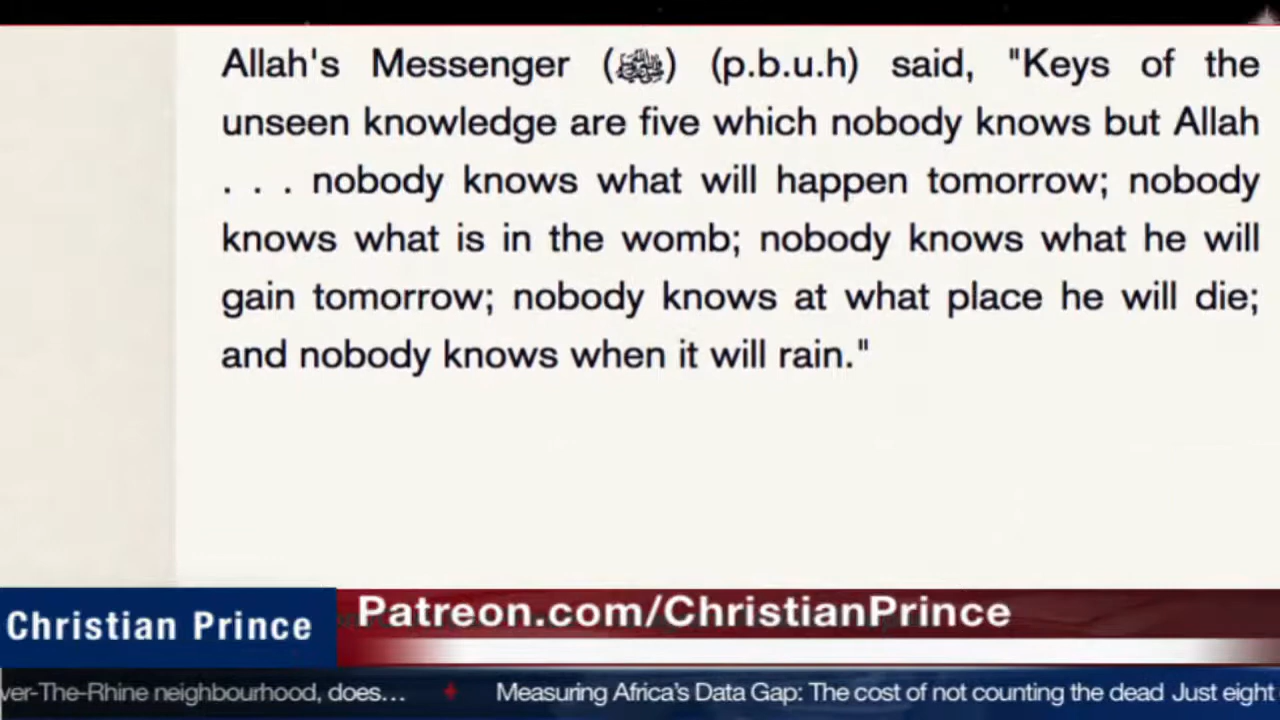 Allah's Messenger (ﷺ) (p.b.u.h) said, "Keys of the
unseen knowledge are five which nobody knows but Allah
. . . nobody knows what will happen tomorrow; nobody
knows what is in the womb; nobody knows what he will
gain tomorrow; nobody knows at what place he will die;
and nobody knows when it will rain."
Christian Prince
Patreon.com/ChristianPrince
ver-The-Rhine neighbourhood, does... Measuring Africa's Data Gap: The cost of not counting the dead Just eight